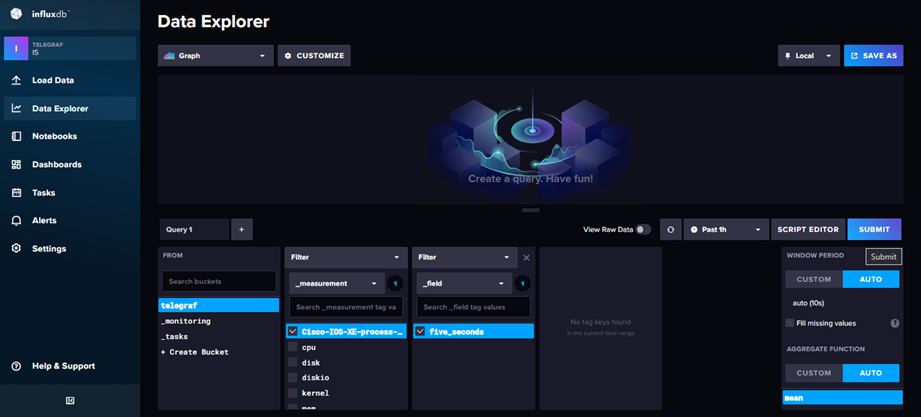 influxdb™
Data Explorer
I
TELEGRAF
IS
Graph
CUSTOMIZE
Local
SAVE AS
Load Data
Data Explorer
Notebooks
Dashboards
Tasks
Alerts
Settings
Help & Support
Create a query. Have fun!
Query 1
+
View Raw Data
Past 1h
SCRIPT EDITOR
SUBMIT
FROM
Search buckets
telegraf
_monitoring
_tasks
+ Create Bucket
Filter
_measurement
1
Search _measurement tag va
Cisco-IOS-XE-process-...
cpu
disk
diskio
kernel
mem
Filter
_field
1
Search _field tag values
five_seconds
No tag keys found
in the current time range
WINDOW PERIOD
Submit
CUSTOM
AUTO
auto (10s)
Fill missing values
?
AGGREGATE FUNCTION
CUSTOM
AUTO
mean